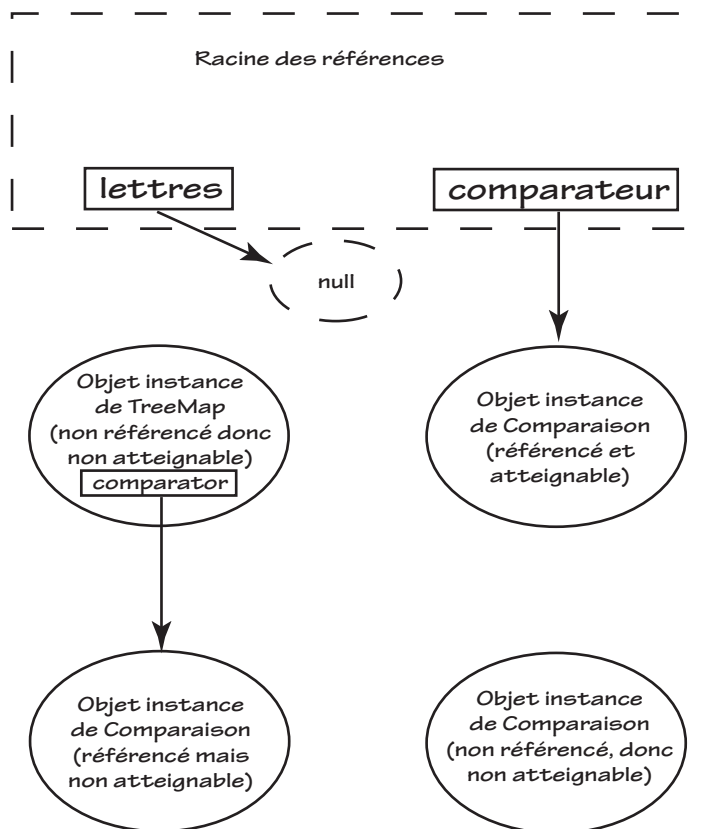 Racine des références
lettres
comparateur
null
Objet instance
de TreeMap
(non référencé donc
non atteignable)
comparator
Objet instance
de Comparaison
(référencé et
atteignable)
Objet instance
de Comparaison
(référencé mais
non atteignable)
Objet instance
de Comparaison
(non référencé, donc
non atteignable)